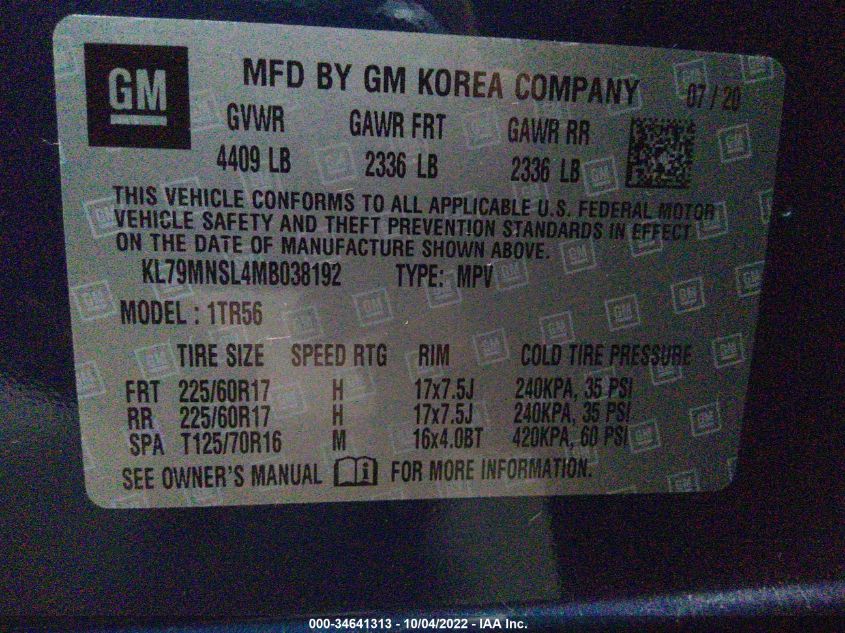 GM
MFD BY GM KOREA COMPANY 07 / 20
GVWR GAWR FRT GAWR RR
4409 LB 2336 LB 2336 LB
THIS VEHICLE CONFORMS TO ALL APPLICABLE U.S. FEDERAL MOTOR
VEHICLE SAFETY AND THEFT PREVENTION STANDARDS IN EFFECT
ON THE DATE OF MANUFACTURE SHOWN ABOVE.
KL79MNSL4MB038192 TYPE: MPV
MODEL : 1TR56
TIRE SIZE SPEED RTG RIM COLD TIRE PRESSURE
FRT 225/60R17 H 17x7.5J 240KPA, 35 PSI
RR 225/60R17 H 17x7.5J 240KPA, 35 PSI
SPA T125/70R16 M 16x4.0BT 420KPA, 60 PSI
SEE OWNER'S MANUAL i FOR MORE INFORMATION.
000-34641313 - 10/04/2022 - IAA Inc.